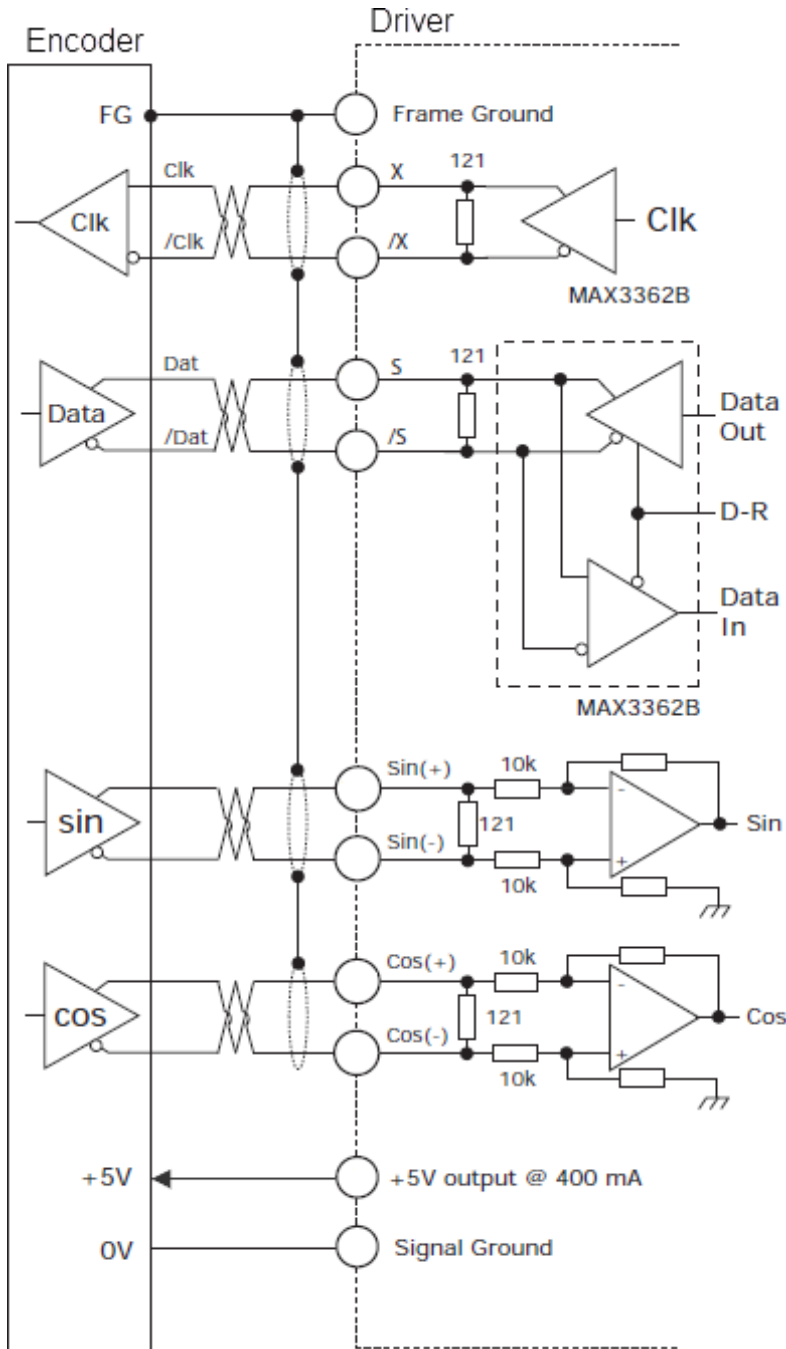 Driver
Encoder
FG
Frame Ground
Clk
X
121
Clk
Clk
/Clk
/X
MAX3362B
Dat
S
121
Data
Data
Out
/Dat
/S
D-R
Data
In
MAX3362B
Sin(+)
10k
-
sin
121
Sin
Sin(-)
+
10k
Cos(+)
10k
-
cos
121
Cos
Cos(-)
+
10k
+5V
+5V output @ 400 mA
0V
Signal Ground